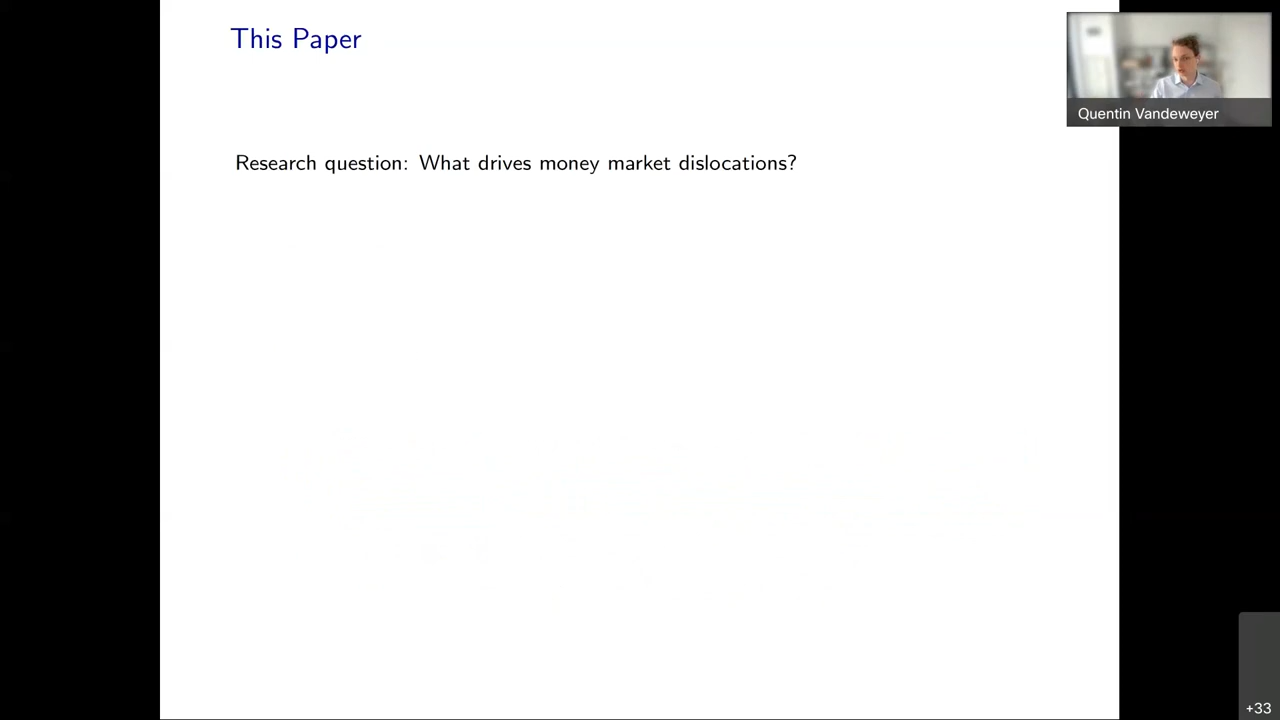 This Paper
Quentin Vandeweyer
Research question: What drives money market dislocations?
+33